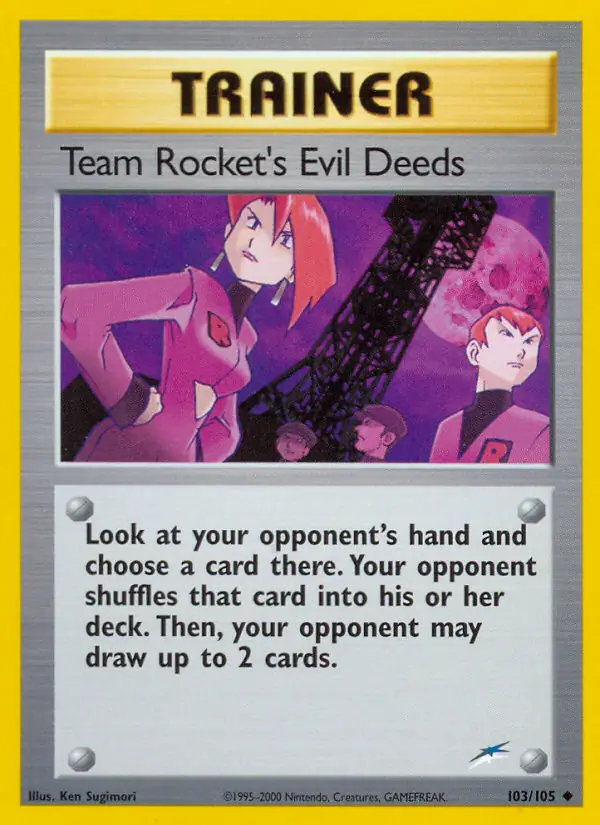 TRAINER
Team Rocket's Evil Deeds
R
R
Look at your opponent's hand and
choose a card there. Your opponent
shuffles that card into his or her
deck. Then, your opponent may
draw up to 2 cards.
Illus. Ken Sugimori
©1995-2000 Nintendo, Creatures, GAMEFREAK.
103/105 ◆